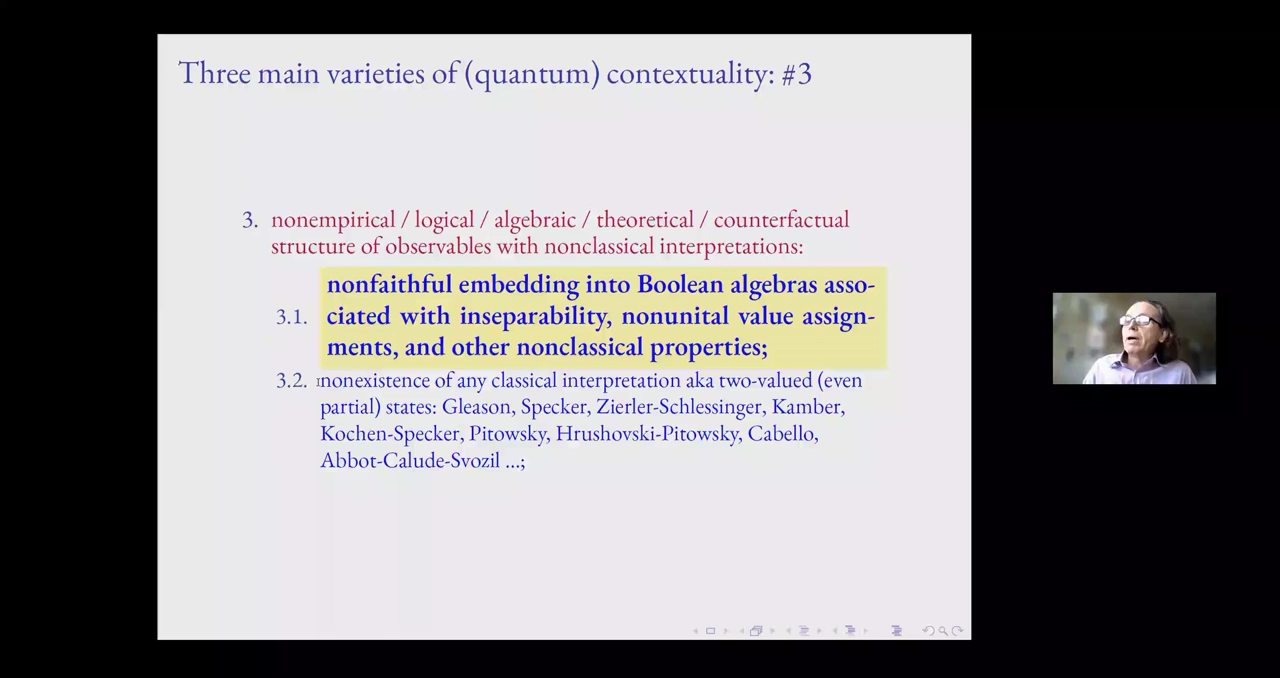 Three main varieties of (quantum) contextuality: #3
3. nonempirical / logical / algebraic / theoretical / counterfactual
structure of observables with nonclassical interpretations:
nonfaithful embedding into Boolean algebras asso-
3.1. ciated with inseparability, nonunital value assign-
ments, and other nonclassical properties;
3.2. nonexistence of any classical interpretation aka two-valued (even
partial) states: Gleason, Specker, Zierler-Schlessinger, Kamber,
Kochen-Specker, Pitowsky, Hrushovski-Pitowsky, Cabello,
Abbot-Calude-Svozil ...;